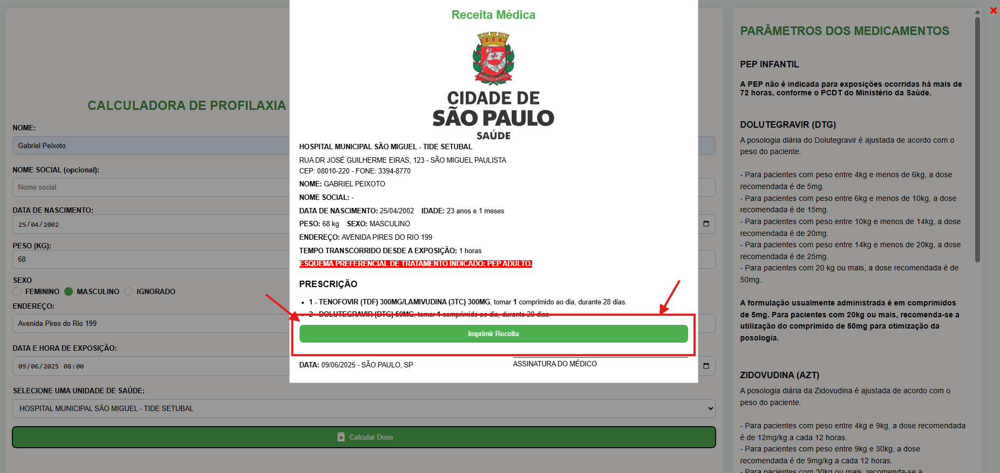 Receita Médica
NON DVCOR DVCO
CIDADE DE
SÃO PAULO
SAÚDE
HOSPITAL MUNICIPAL SÃO MIGUEL - TIDE SETUBAL
RUA DR JOSÉ GUILHERME EIRAS, 123 - SÃO MIGUEL PAULISTA
CEP: 08010-220 - FONE: 3394-8770
NOME: GABRIEL PEIXOTO
NOME SOCIAL: -
DATA DE NASCIMENTO: 25/04/2002 IDADE: 23 anos e 1 meses
PESO: 68 kg SEXO: MASCULINO
ENDEREÇO: AVENIDA PIRES DO RIO 199
TEMPO TRANSCORRIDO DESDE A EXPOSIÇÃO: 1 horas
ESQUEMA PREFERENCIAL DE TRATAMENTO INDICADO: PEP ADULTO.
PRESCRIÇÃO
• 1 - TENOFOVIR (TDF) 300MG/LAMIVUDINA (3TC) 300MG, tomar 1 comprimido ao dia, durante 28 dias.
• 2 - DOLUTEGRAVIR (DTG) 50MG, tomar 1 comprimido ao dia, durante 28 dias.
Imprimir Receita
DATA: 09/06/2025 - SÃO PAULO, SP
ASSINATURA DO MÉDICO
CALCULADORA DE PROFILAXIA
NOME:
Gabriel Peixoto
NOME SOCIAL (opcional):
Nome social
DATA DE NASCIMENTO:
25/04/2002
PESO (KG):
68
SEXO
FEMININO MASCULINO IGNORADO
ENDEREÇO:
Avenida Pires do Rio 199
DATA E HORA DE EXPOSIÇÃO:
09/06/2025 08:00
SELECIONE UMA UNIDADE DE SAÚDE:
HOSPITAL MUNICIPAL SÃO MIGUEL - TIDE SETUBAL
Calcular Dose
PARÂMETROS DOS MEDICAMENTOS
PEP INFANTIL
A PEP não é indicada para exposições ocorridas há mais de
72 horas, conforme o PCDT do Ministério da Saúde.
DOLUTEGRAVIR (DTG)
A posologia diária do Dolutegravir é ajustada de acordo com o
peso do paciente.
- Para pacientes com peso entre 4kg e menos de 6kg, a dose
recomendada é de 5mg.
- Para pacientes com peso entre 6kg e menos de 10kg, a dose
recomendada é de 15mg.
- Para pacientes com peso entre 10kg e menos de 14kg, a dose
recomendada é de 20mg.
- Para pacientes com peso entre 14kg e menos de 20kg, a dose
recomendada é de 25mg.
- Para pacientes com 20 kg ou mais, a dose recomendada é de
50mg.
A formulação usualmente administrada é em comprimidos
de 5mg. Para pacientes com 20kg ou mais, recomenda-se a
utilização do comprimido de 50mg para otimização da
posologia.
ZIDOVUDINA (AZT)
A posologia diária da Zidovudina é ajustada de acordo com o
peso do paciente.
- Para pacientes com peso entre 4kg e 9kg, a dose recomendada
é de 12mg/kg a cada 12 horas.
- Para pacientes com peso entre 9kg e 30kg, a dose
recomendada é de 9mg/kg a cada 12 horas.
- Para pacientes com 30kg ou mais, recomenda-se a